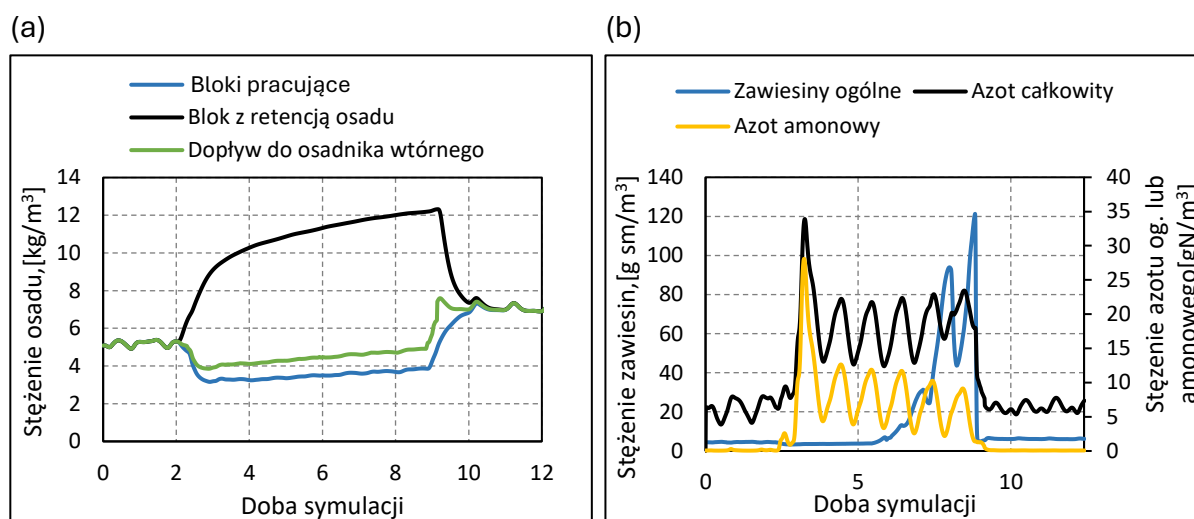 (a)
Bloki pracujące
Blok z retencją osadu
Dopływ do osadnika wtórnego
Stężenie osadu,[kg/m³]
14
12
10
8
6
4
2
0
0 2 4 6 8 10 12
Doba symulacji
(b)
Zawiesiny ogólne
Azot całkowity
Azot amonowy
Stężenie zawiesin,[g sm/m³]
140
120
100
80
60
40
20
0
0 5 10
Doba symulacji
40
35
30
25
20
15
10
5
0
Stężenie azotu og. lub
amonowego[gN/m³]